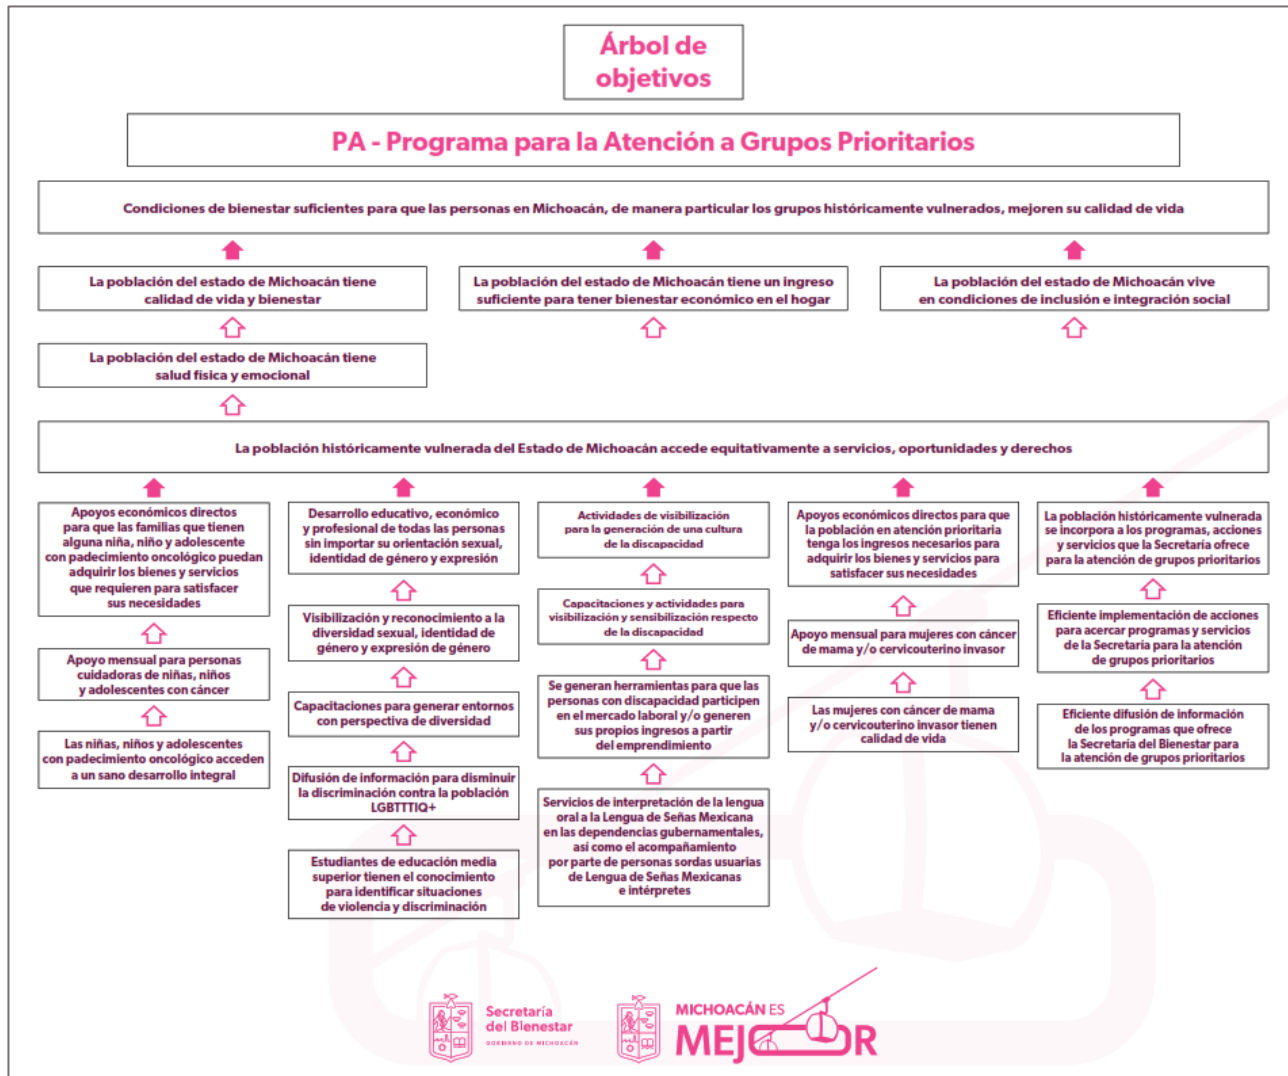 Árbol de
objetivos
PA - Programa para la Atención a Grupos Prioritarios
Condiciones de bienestar suficientes para que las personas en Michoacán, de manera particular los grupos históricamente vulnerados, mejoren su calidad de vida
La población del estado de Michoacán tiene
calidad de vida y bienestar
La población del estado de Michoacán tiene un ingreso
suficiente para tener bienestar económico en el hogar
La población del estado de Michoacán vive
en condiciones de inclusión e integración social
La población del estado de Michoacán tiene
salud física y emocional
La población históricamente vulnerada del Estado de Michoacán accede equitativamente a servicios, oportunidades y derechos
Apoyos económicos directos
para que las familias que tienen
alguna niña, niño y adolescente
con padecimiento oncológico puedan
adquirir los bienes y servicios
que requieren para satisfacer
sus necesidades
Apoyo mensual para personas
cuidadoras de niñas, niños
y adolescentes con cáncer
Las niñas, niños y adolescentes
con padecimiento oncológico acceden
a un sano desarrollo integral
Desarrollo educativo, económico
y profesional de todas las personas
sin importar su orientación sexual,
identidad de género y expresión
Visibilización y reconocimiento a la
diversidad sexual, identidad de
género y expresión de género
Capacitaciones para generar entornos
con perspectiva de diversidad
Difusión de información para disminuir
la discriminación contra la población
LGBTTTIQ+
Estudiantes de educación media
superior tienen el conocimiento
para identificar situaciones
de violencia y discriminación
Actividades de visibilización
para la generación de una cultura
de la discapacidad
Capacitaciones y actividades para
visibilización y sensibilización respecto
de la discapacidad
Se generan herramientas para que las
personas con discapacidad participen
en el mercado laboral y/o generen
sus propios ingresos a partir
del emprendimiento
Servicios de interpretación de la lengua
oral a la Lengua de Señas Mexicana
en las dependencias gubernamentales,
así como el acompañamiento
por parte de personas sordas usuarias
de Lengua de Señas Mexicanas
e intérpretes
Apoyos económicos directos para que
la población en atención prioritaria
tenga los ingresos necesarios para
adquirir los bienes y servicios para
satisfacer sus necesidades
Apoyo mensual para mujeres con cáncer
de mama y/o cervicouterino invasor
Las mujeres con cáncer de mama
y/o cervicouterino invasor tienen
calidad de vida
La población históricamente vulnerada
se incorpora a los programas, acciones
y servicios que la Secretaría ofrece
para la atención de grupos prioritarios
Eficiente implementación de acciones
para acercar programas y servicios
de la Secretaría para la atención
de grupos prioritarios
Eficiente difusión de información
de los programas que ofrece
la Secretaría del Bienestar para
la atención de grupos prioritarios
Secretaría
del Bienestar
GOBIERNO DE MICHOACÁN
MICHOACÁN ES
MEJOR